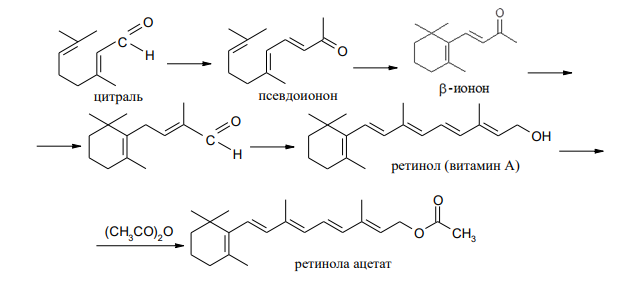 O
C
H
O
O
цитраль
псевдоионон
β-ионон
O
C
H
OH
ретинол (витамин А)
(CH3CO)2O
O
O
CH3
ретинола ацетат